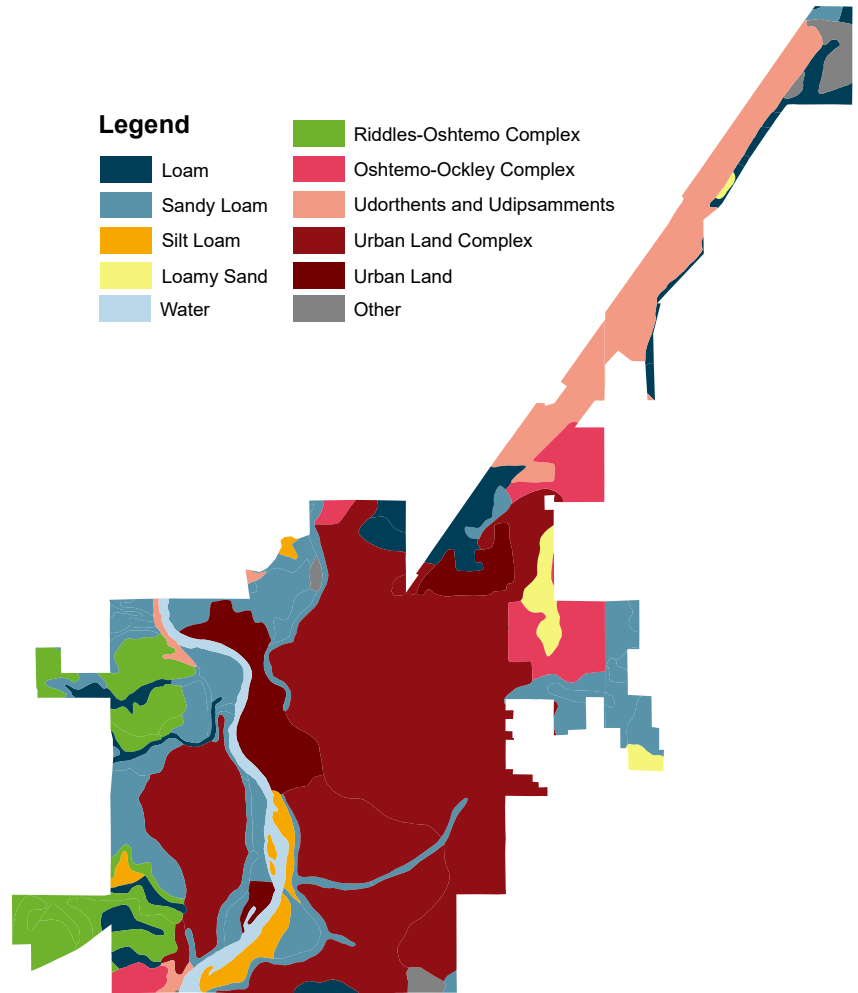 Legend
Loam
Sandy Loam
Silt Loam
Loamy Sand
Water
Riddles-Oshtemo Complex
Oshtemo-Ockley Complex
Udorthents and Udipsamments
Urban Land Complex
Urban Land
Other